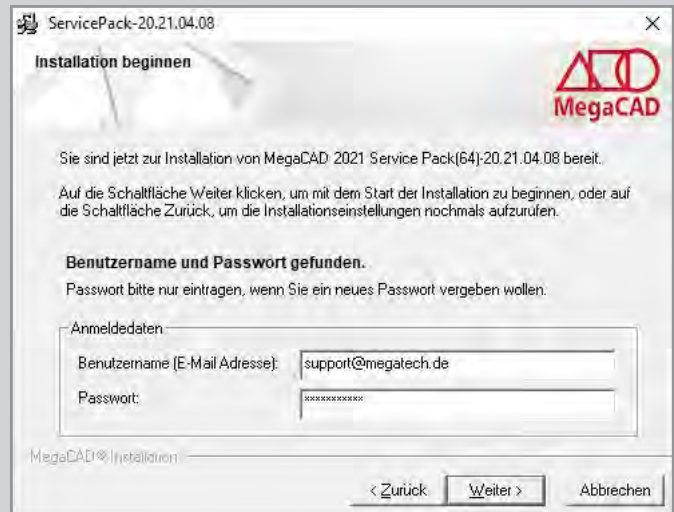 ServicePack-20.21.04.08
Installation beginnen
MegaCAD
Sie sind jetzt zur Installation von MegaCAD 2021 Service Pack(64)-20.21.04.08 bereit.
Auf die Schaltfläche Weiter klicken, um mit dem Start der Installation zu beginnen, oder auf
die Schaltfläche Zurück, um die Installationseinstellungen nochmals aufzurufen.
Benutzername und Passwort gefunden.
Passwort bitte nur eintragen, wenn Sie ein neues Passwort vergeben wollen.
Anmeldedaten
Benutzername (E-Mail Adresse): support@megatech.de
Passwort: xxxxxxxxxxx
MegaCAD® Installation
< Zurück Weiter > Abbrechen